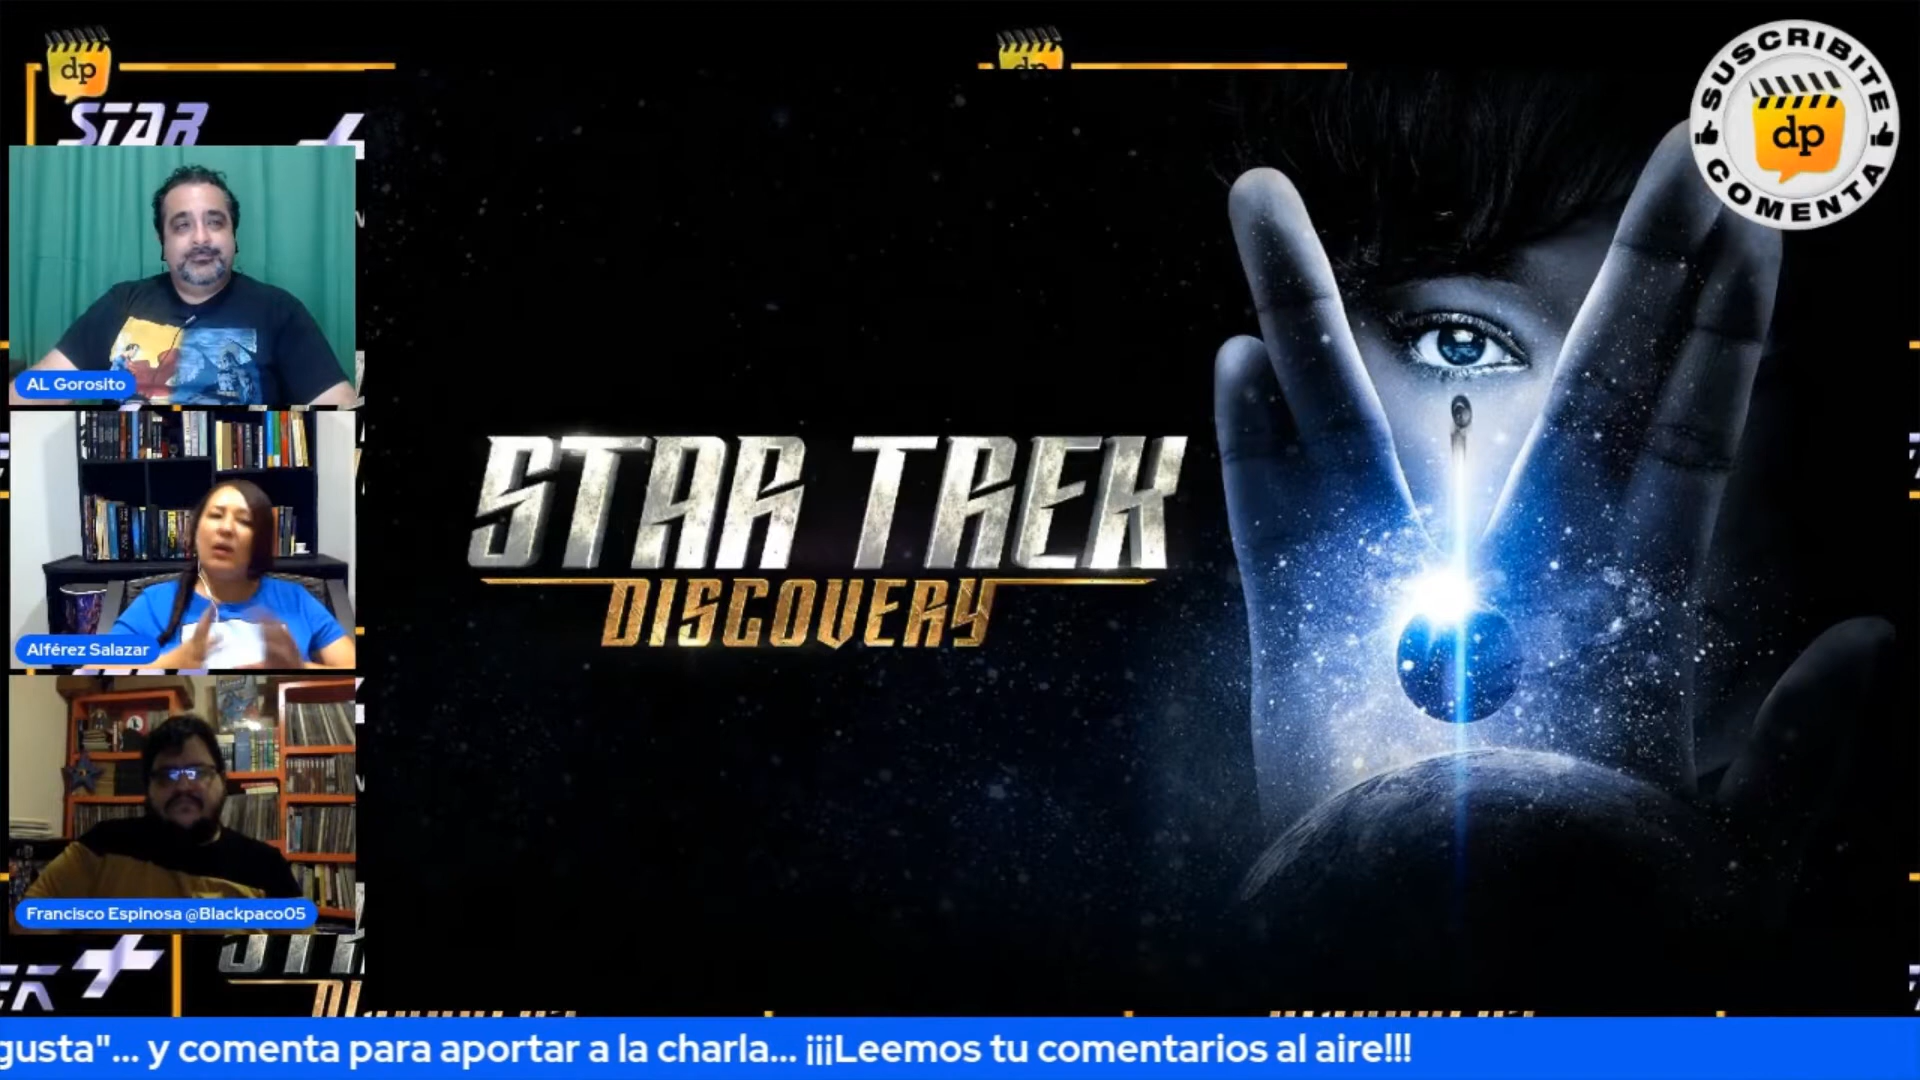 dp
dp
SUSCRIBITE
dp
COMENTA
STAR
AL Gorosito
STAR TREK
DISCOVERY
Alférez Salazar
Francisco Espinosa @Blackpaco05
gusta"... y comenta para aportar a la charla... ¡¡¡Leemos tu comentarios al aire!!!